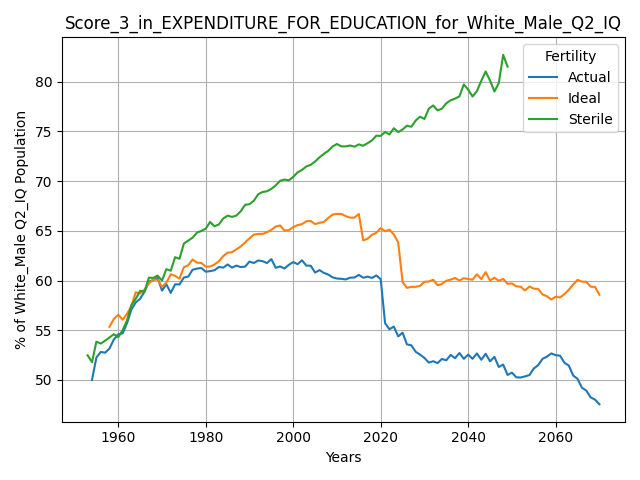 Score_3_in_EXPENDITURE_FOR_EDUCATION_for_White_Male_Q2_IQ
% of White_Male Q2_IQ Population
80
75
70
65
60
55
50
Fertility
Actual
Ideal
Sterile
1960 1980 2000 2020 2040 2060
Years